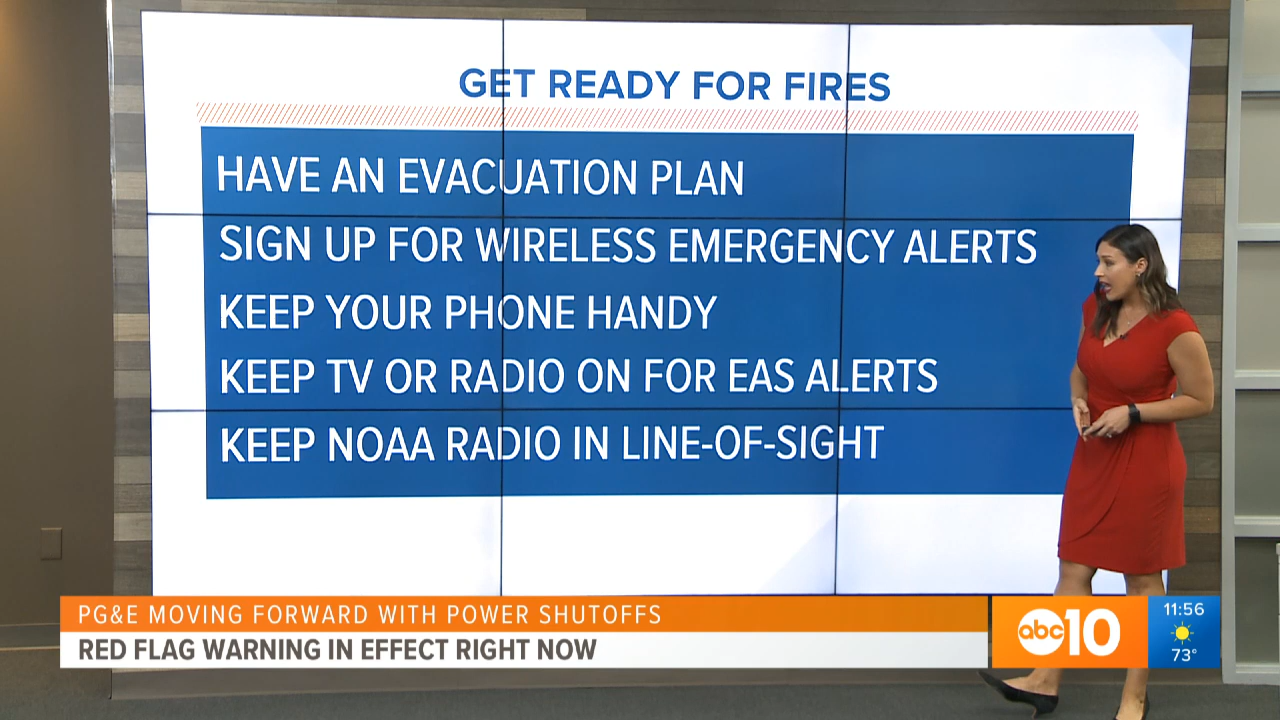 GET READY FOR FIRES
HAVE AN EVACUATION PLAN
SIGN UP FOR WIRELESS EMERGENCY ALERTS
KEEP YOUR PHONE HANDY
KEEP TV OR RADIO ON FOR EAS ALERTS
KEEP NOAA RADIO IN LINE-OF-SIGHT
PG&E MOVING FORWARD WITH POWER SHUTOFFS
RED FLAG WARNING IN EFFECT RIGHT NOW
abc10
11:56
73°